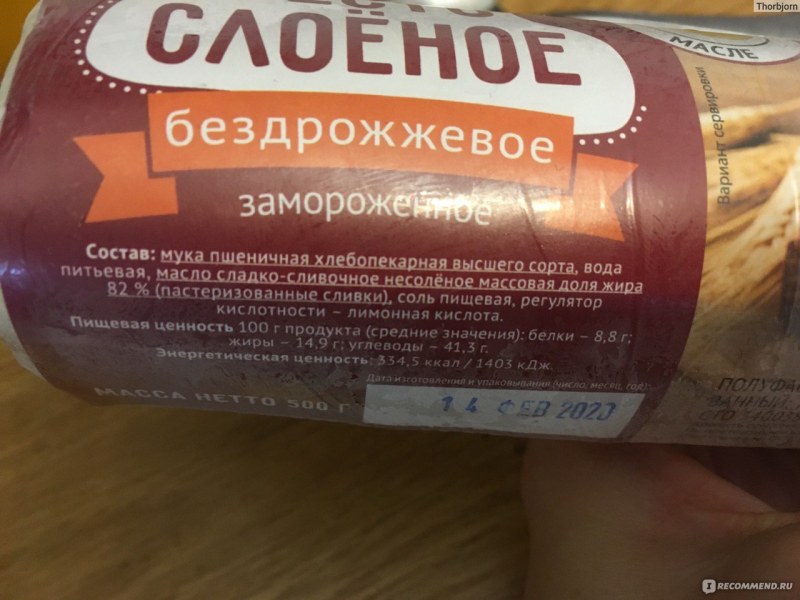 Thorbjorn
СЛОЁНОЕ
МАСЛЕ
бездрожжевое
Вариант сервировки
замороженное
Состав: мука пшеничная хлебопекарная высшего сорта, вода
питьевая, масло сладко-сливочное несолёное массовая доля жира
82 % (пастеризованные сливки), соль пищевая, регулятор
кислотности – лимонная кислота.
Пищевая ценность 100 г продукта (средние значения): белки – 8,8 г;
жиры – 14,9 г; углеводы – 41,3 г.
Энергетическая ценность: 334,5 ккал / 1403 кДж.
Дата изготовления и упаковывания (число, месяц, год):
МАССА НЕТТО 500 Г
14 ФЕВ 2020
IRECOMMEND.RU